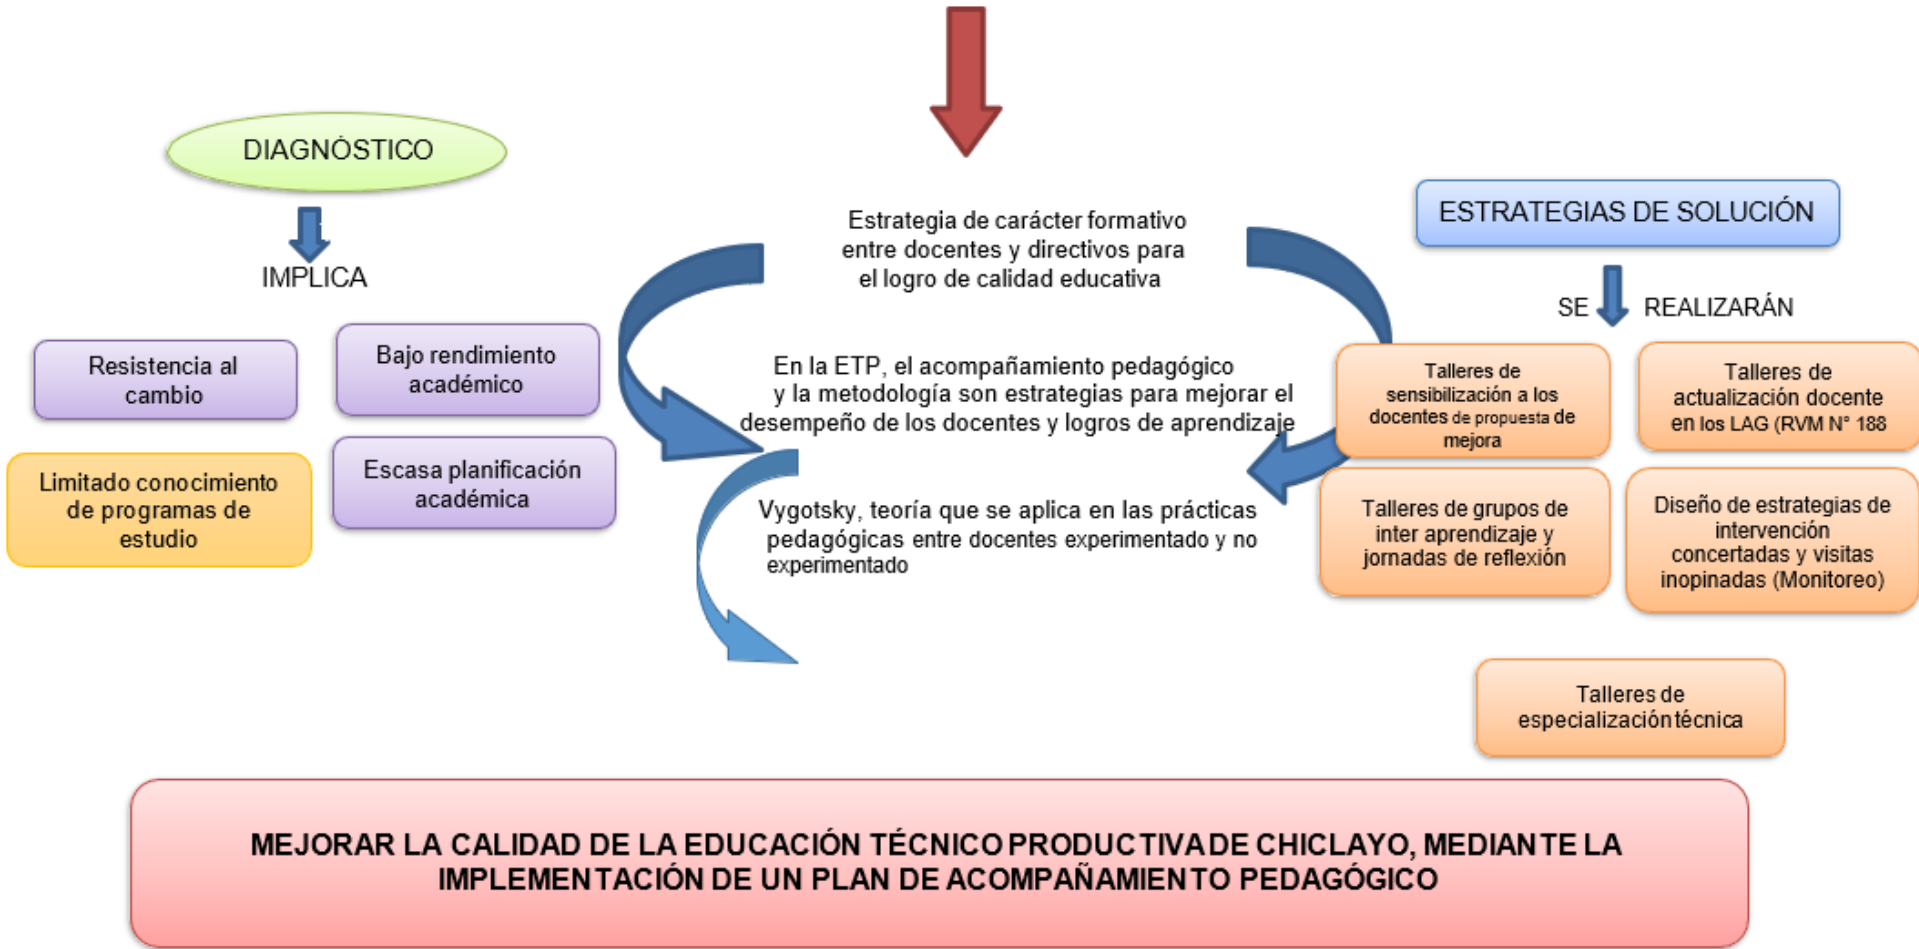 DIAGNÓSTICO
IMPLICA
Resistencia al
cambio
Bajo rendimiento
académico
Limitado conocimiento
de programas de
estudio
Escasa planificación
académica
Estrategia de carácter formativo
entre docentes y directivos para
el logro de calidad educativa
En la ETP, el acompañamiento pedagógico
y la metodología son estrategias para mejorar el
desempeño de los docentes y logros de aprendizaje
Vygotsky, teoría que se aplica en las prácticas
pedagógicas entre docentes experimentado y no
experimentado
ESTRATEGIAS DE SOLUCIÓN
SE REALIZARÁN
Talleres de
sensibilización a los
docentes de propuesta de
mejora
Talleres de
actualización docente
en los LAG (RVM N° 188
Talleres de grupos de
inter aprendizaje y
jornadas de reflexión
Diseño de estrategias de
intervención
concertadas y visitas
inopinadas (Monitoreo)
Talleres de
especialización técnica
MEJORAR LA CALIDAD DE LA EDUCACIÓN TÉCNICO PRODUCTIVA DE CHICLAYO, MEDIANTE LA
IMPLEMENTACIÓN DE UN PLAN DE ACOMPAÑAMIENTO PEDAGÓGICO